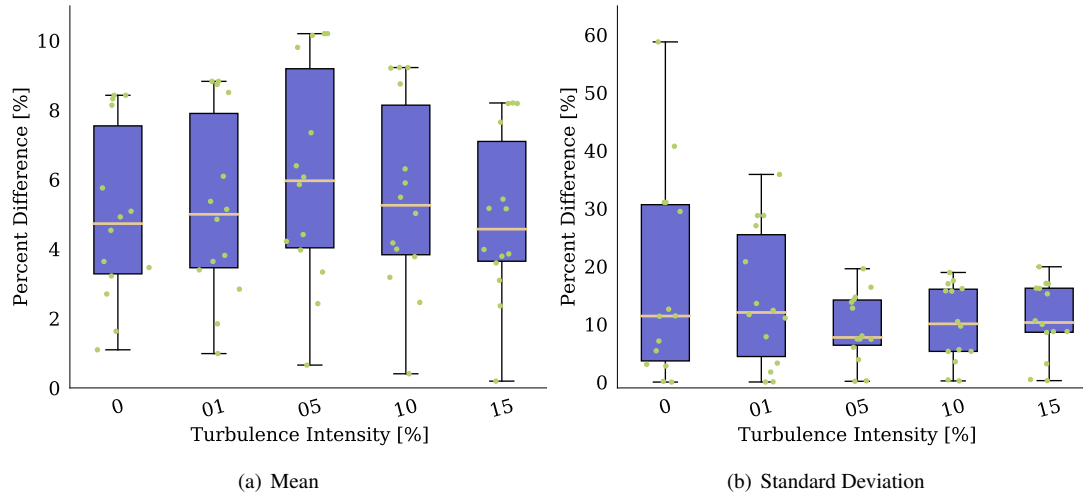 10
8
6
4
2
0
Percent Difference [%]
0 01 05 10 15
Turbulence Intensity [%]
(a) Mean
60
50
40
30
20
10
0
Percent Difference [%]
0 01 05 10 15
Turbulence Intensity [%]
(b) Standard Deviation